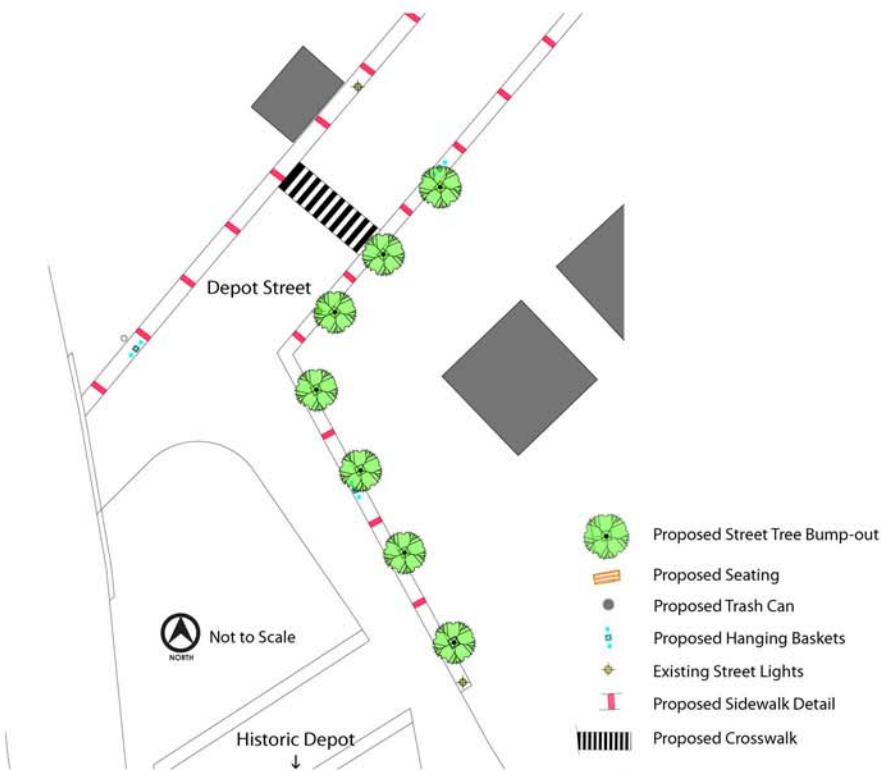 Depot Street
NORTH
Not to Scale
Historic Depot
↓
Proposed Street Tree Bump-out
Proposed Seating
Proposed Trash Can
Proposed Hanging Baskets
Existing Street Lights
Proposed Sidewalk Detail
Proposed Crosswalk